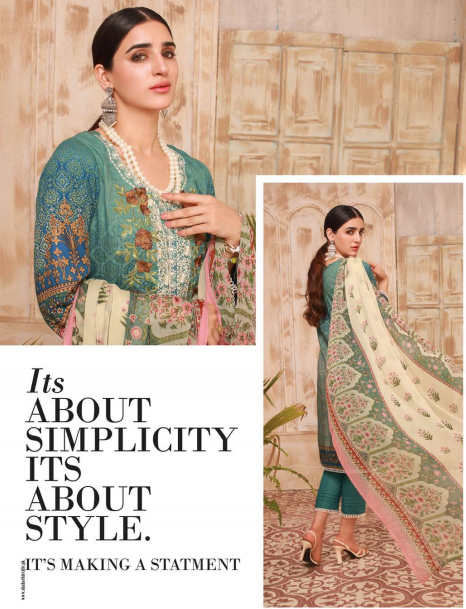 Its
ABOUT
SIMPLICITY
ITS
ABOUT
STYLE.
IT'S MAKING A STATMENT